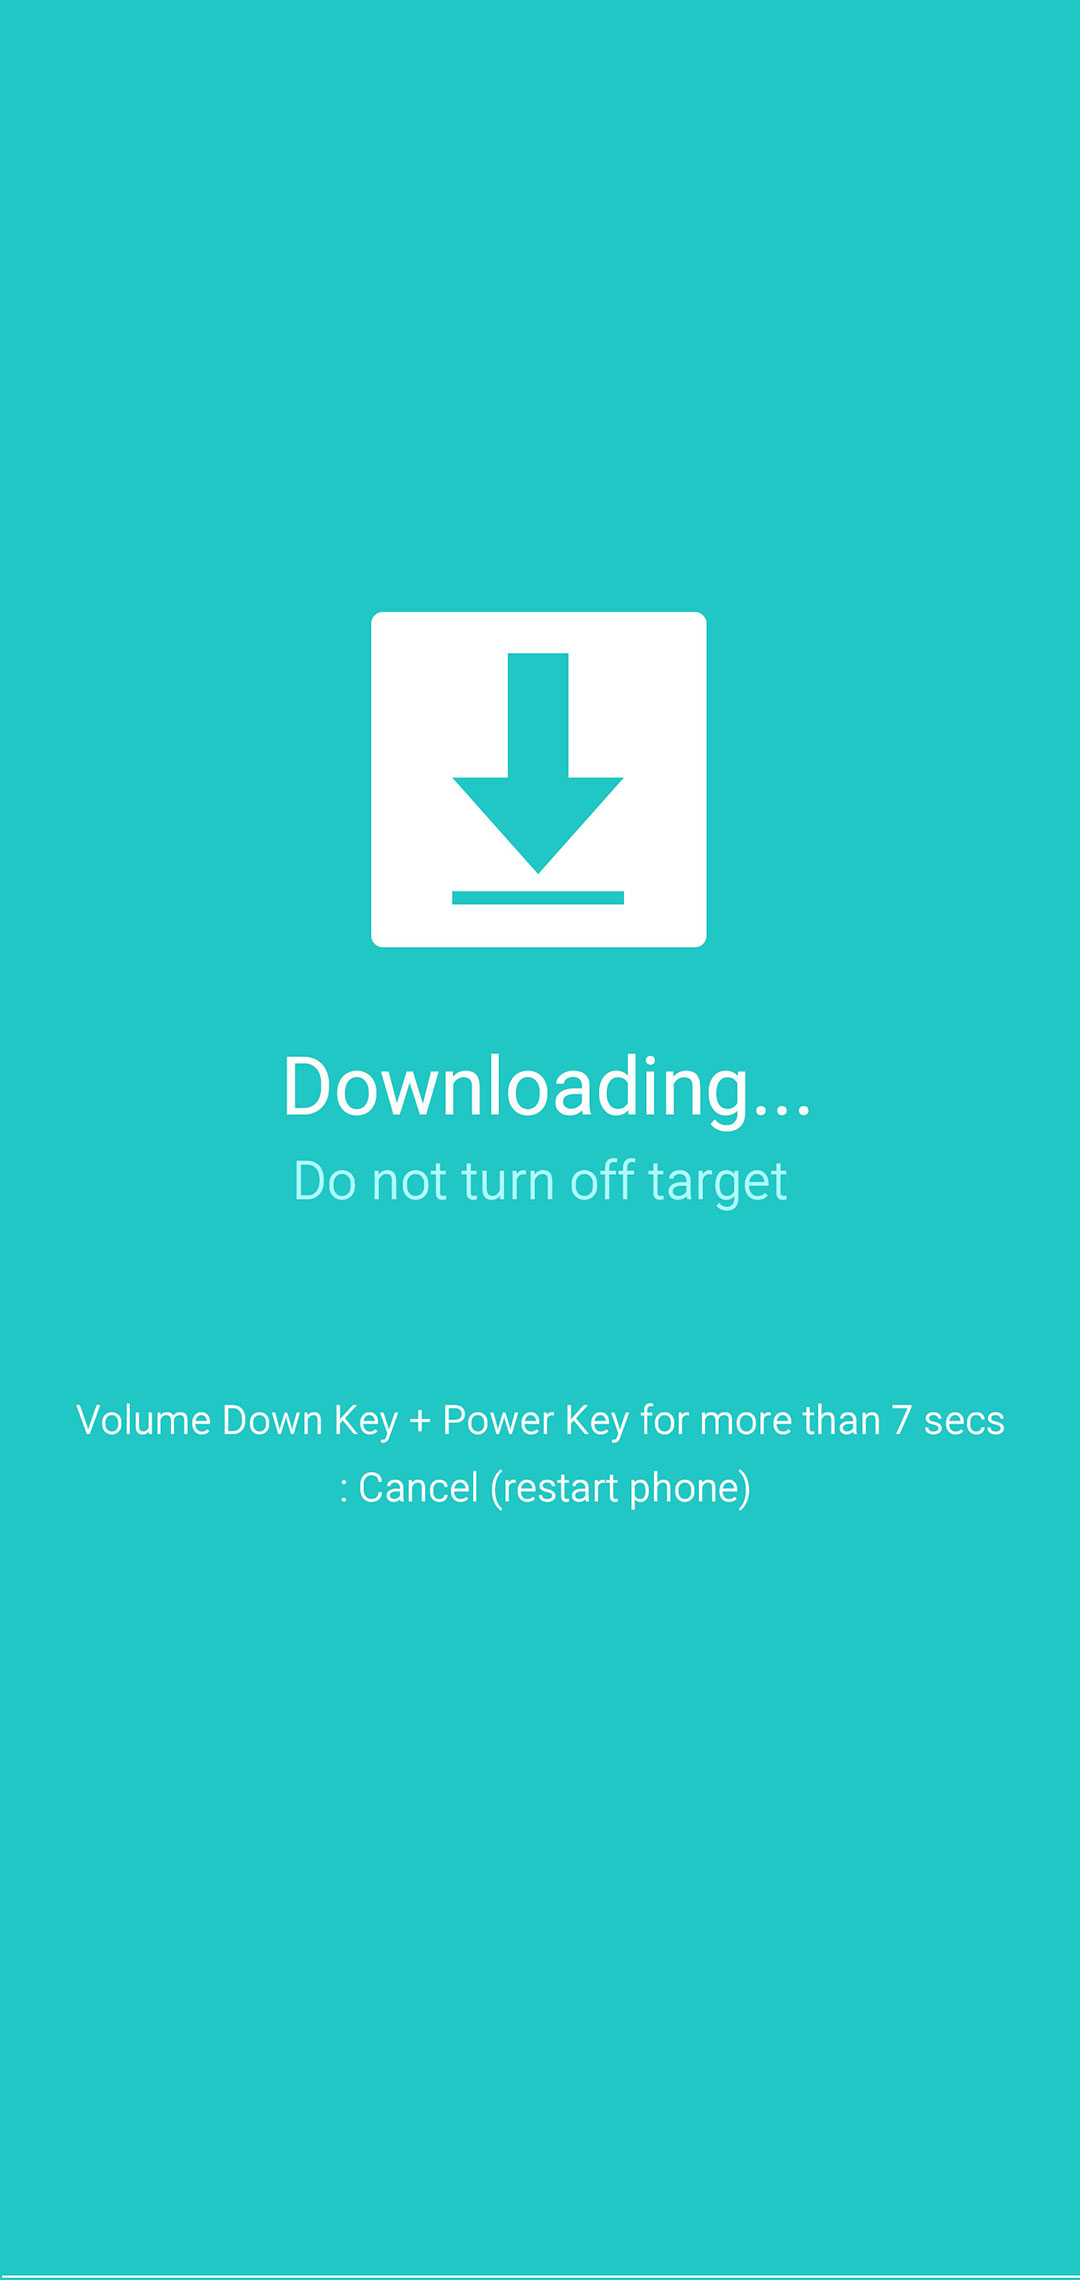 Downloading...
Do not turn off target
Volume Down Key + Power Key for more than 7 secs
: Cancel (restart phone)